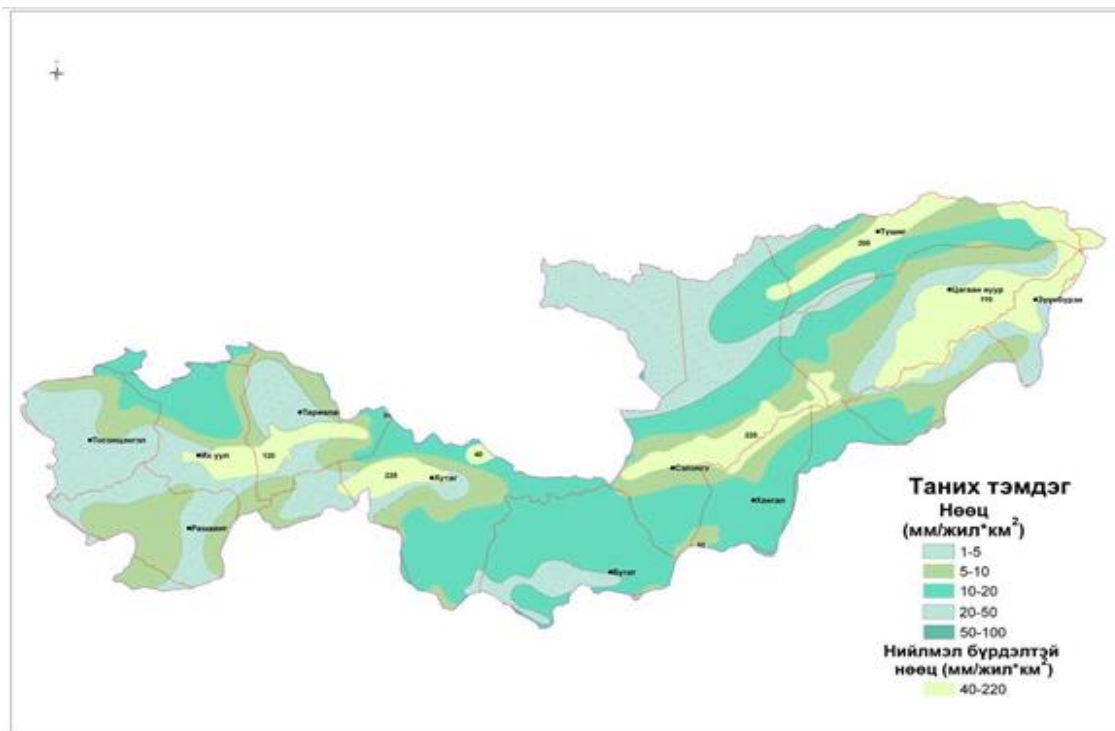 Түшиг
Цагаан нуур
110
Зүүнбүрэн
Тариалан
Тосонцэнгэл
Их уул
120
220
Хутаг
40
Рашаант
220
Сэлэнгэ
Хангал
Бугат
Таних тэмдэг
Нөөц
(мм/жил*км²)
1-5
5-10
10-20
20-50
50-100
Нийлмэл бүрдэлтэй
нөөц (мм/жил*км²)
40-220